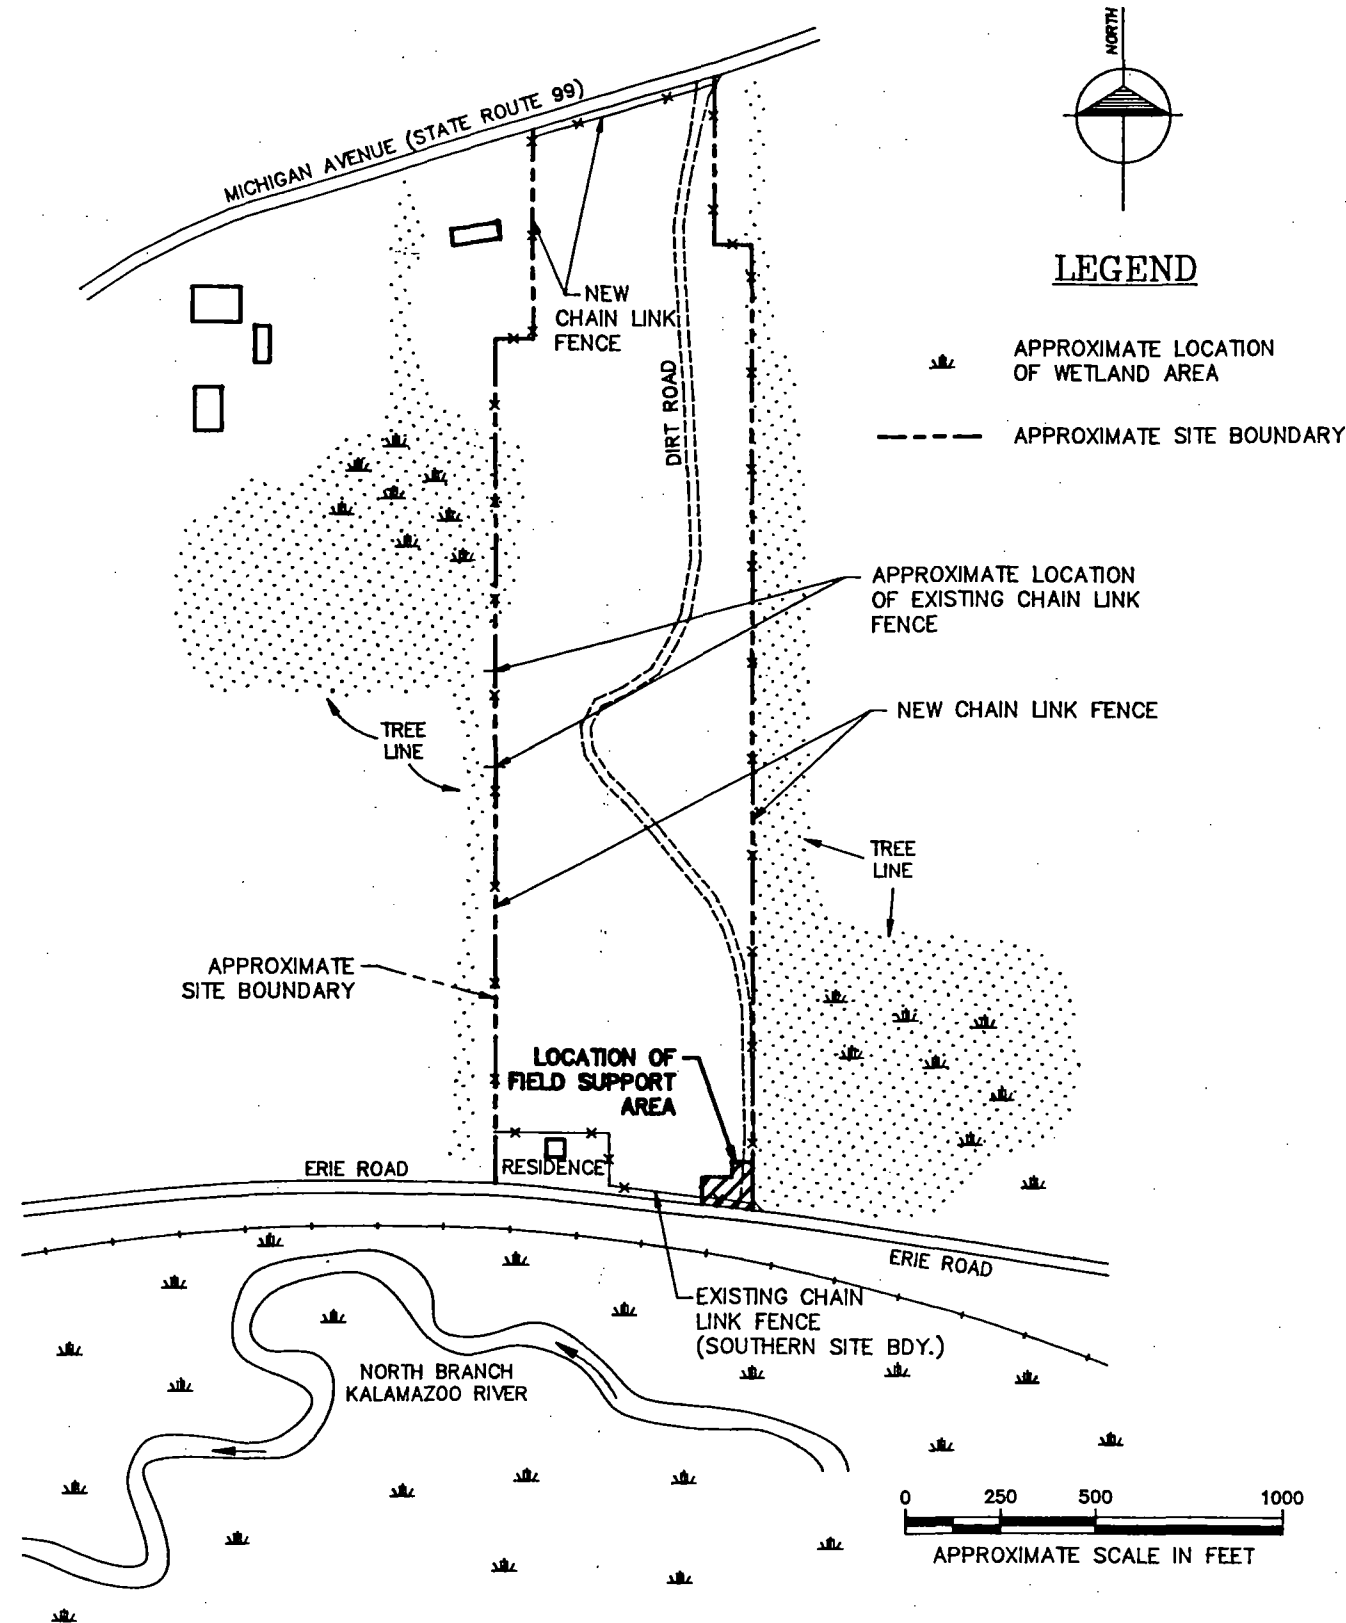 NORTH
MICHIGAN AVENUE (STATE ROUTE 99)
LEGEND
NEW
CHAIN LINK
FENCE
APPROXIMATE LOCATION
OF WETLAND AREA
DIRT ROAD
APPROXIMATE SITE BOUNDARY
APPROXIMATE LOCATION
OF EXISTING CHAIN LINK
FENCE
NEW CHAIN LINK FENCE
TREE
LINE
TREE
LINE
APPROXIMATE
SITE BOUNDARY
LOCATION OF
FIELD SUPPORT
AREA
ERIE ROAD
RESIDENCE
ERIE ROAD
EXISTING CHAIN
LINK FENCE
(SOUTHERN SITE BDY.)
NORTH BRANCH
KALAMAZOO RIVER
0 250 500 1000
APPROXIMATE SCALE IN FEET